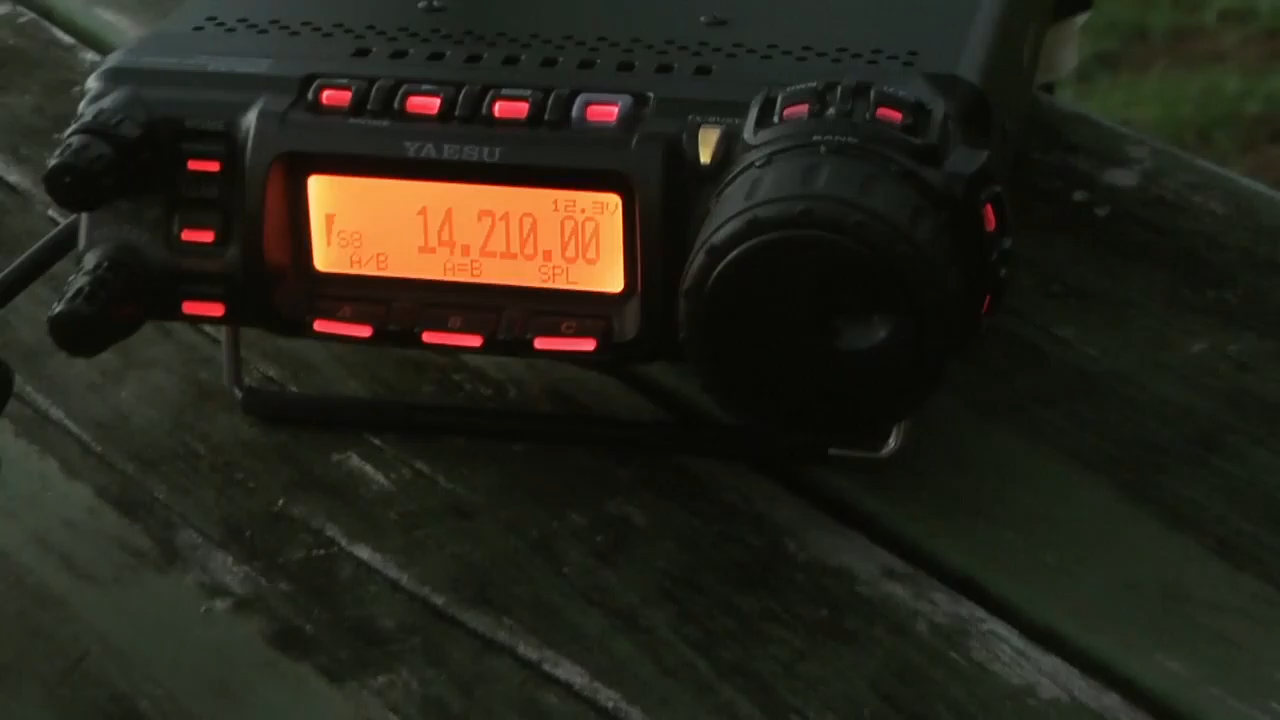 YAESU
12.3V
S8 14.210.00
A/B A=B SPL
A B C
BAND